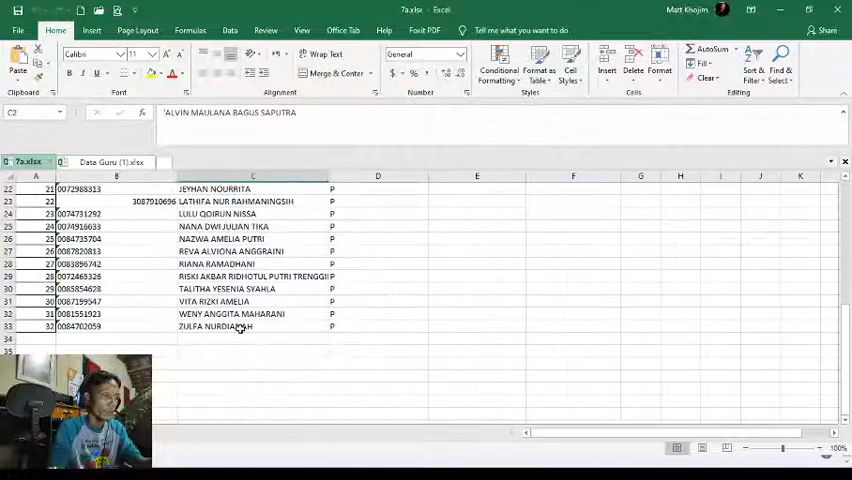 7a.xlsx - Excel
Matt Khojim
File Home Insert Page Layout Formulas Data Review View Office Tab Help Foxit PDF Tell me what you want to do Share
Paste
Calibri 11
B I U
Wrap Text
Merge & Center
General
$ % ,
Conditional Formatting
Format as Table
Cell Styles
Insert Delete Format
AutoSum
Fill
Clear
Sort & Filter
Find & Select
Clipboard Font Alignment Number Styles Cells Editing
C2 fx 'ALVIN MAULANA BAGUS SAPUTRA
7a.xlsx Data Guru (1).xlsx
A B C D E F G H I J K
22 21 0072988313 JEYHAN NOURRITA P
23 22 3087910696 LATHIFA NUR RAHMANINGSIH P
24 23 0074731292 LULU QOIRUN NISSA P
25 24 0074916633 NANA DWI JULIAN TIKA P
26 25 0084735704 NAZWA AMELIA PUTRI P
27 26 0087820813 REVA ALVIONA ANGGRAINI P
28 27 0083896742 RIANA RAMADHANI P
29 28 0072465326 RISKI AKBAR RIDHOTUL PUTRI TRENGGI P
30 29 0085854628 TALITHA YESENIA SYAHLA P
31 30 0087199547 VITA RIZKI AMELIA P
32 31 0081551923 WENY ANGGITA MAHARANI P
33 32 0084702059 ZULFA NURDIANAH P
34
35
100%